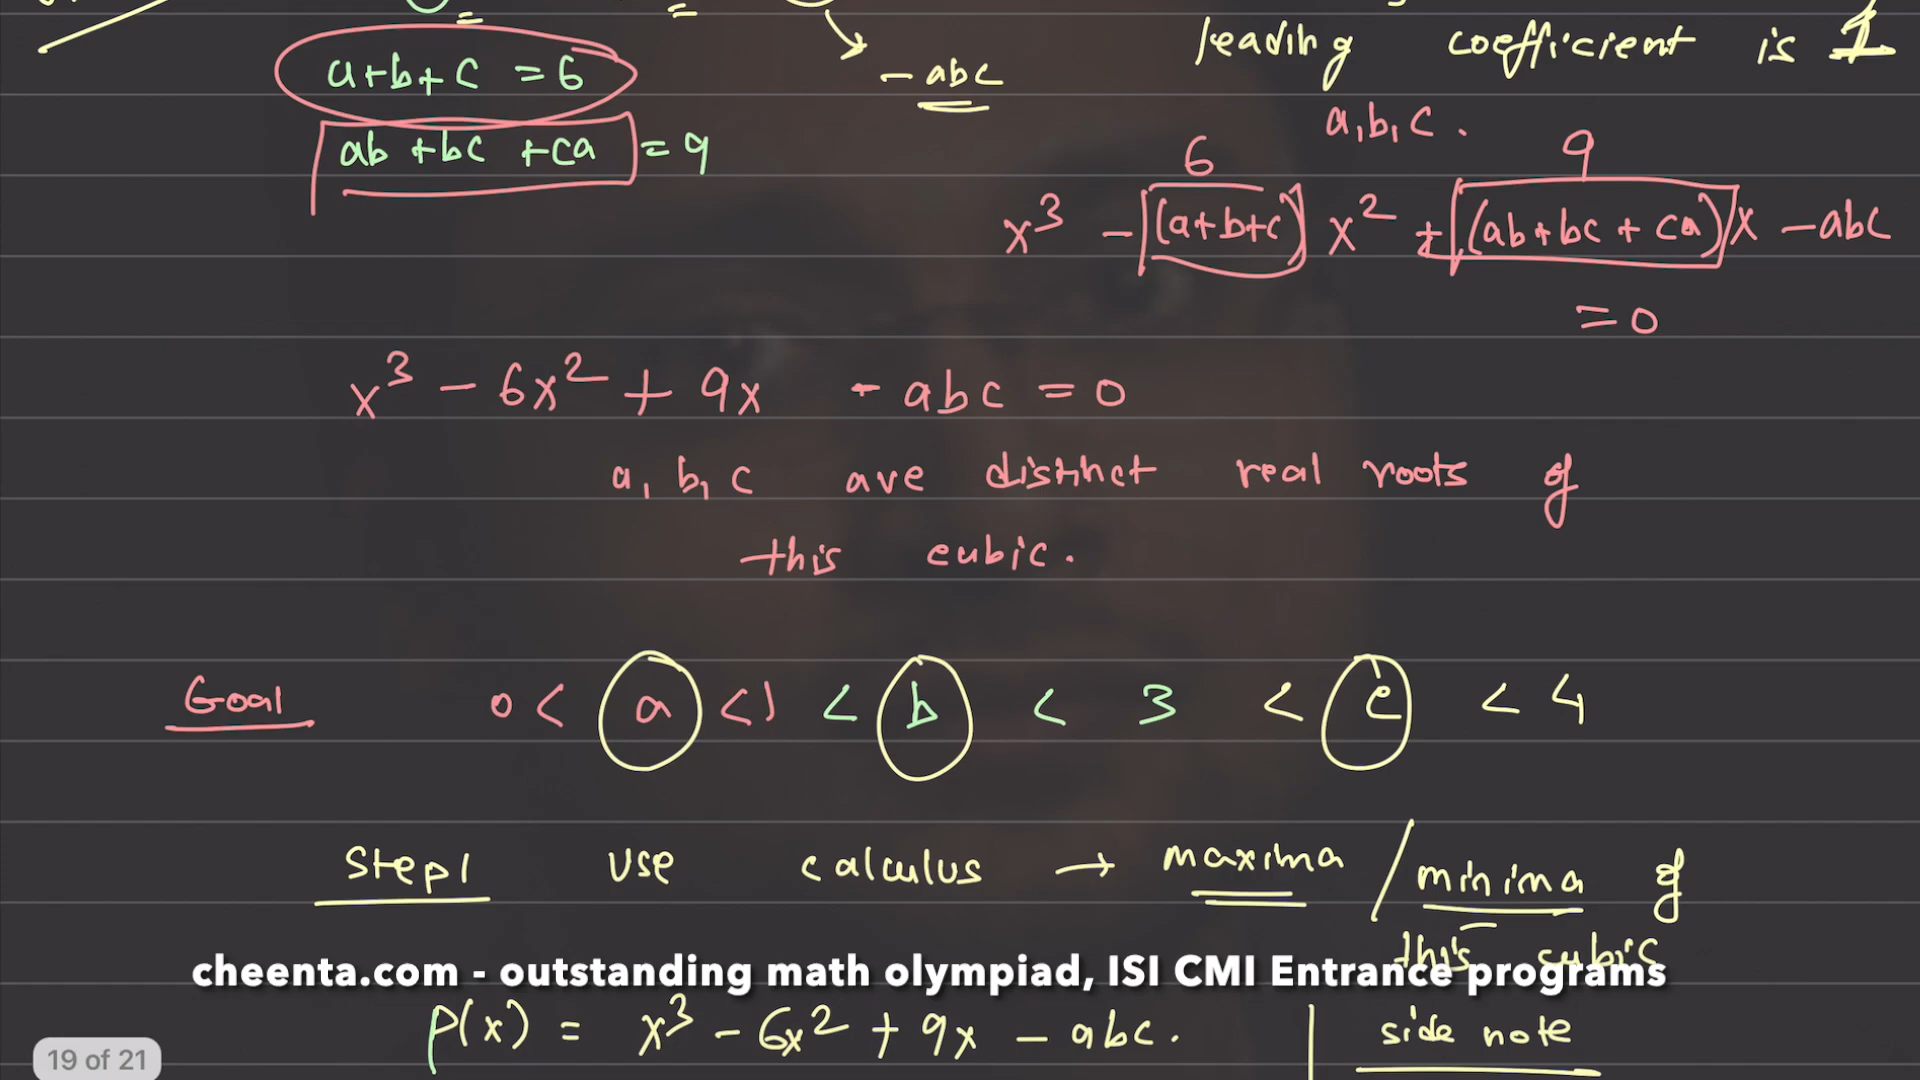 leading coefficient is 1
a+b+c = 6
- abc
a, b, c .
ab + bc + ca = 9
6
9
x³ - (a+b+c) x² + (ab+bc+ca) x - abc
= 0
x³ - 6x² + 9x - abc = 0
a, b, c are distinct real roots of
this cubic.
Goal 0 < a < 1 < b < 3 < c < 4
Step 1 use calculus → maxima / minima of
this cubic
cheenta.com - outstanding math olympiad, ISI CMI Entrance programs
P(x) = x³ - 6x² + 9x - abc .
side note
19 of 21